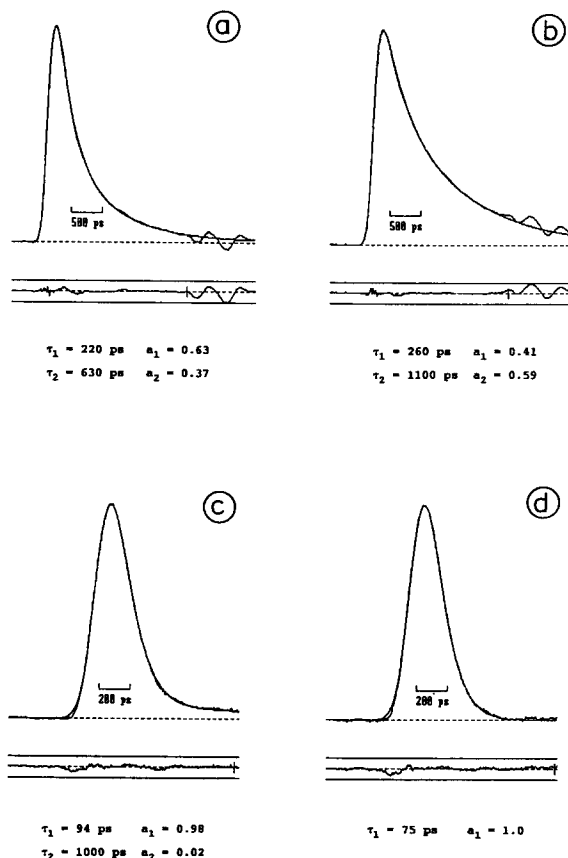 a
b
500 ps
500 ps
τ1 = 220 ps a1 = 0.63
τ2 = 630 ps a2 = 0.37
τ1 = 260 ps a1 = 0.41
τ2 = 1100 ps a2 = 0.59
c
d
200 ps
200 ps
τ1 = 94 ps a1 = 0.98
τ2 = 1000 ps a2 = 0.02
τ1 = 75 ps a1 = 1.0